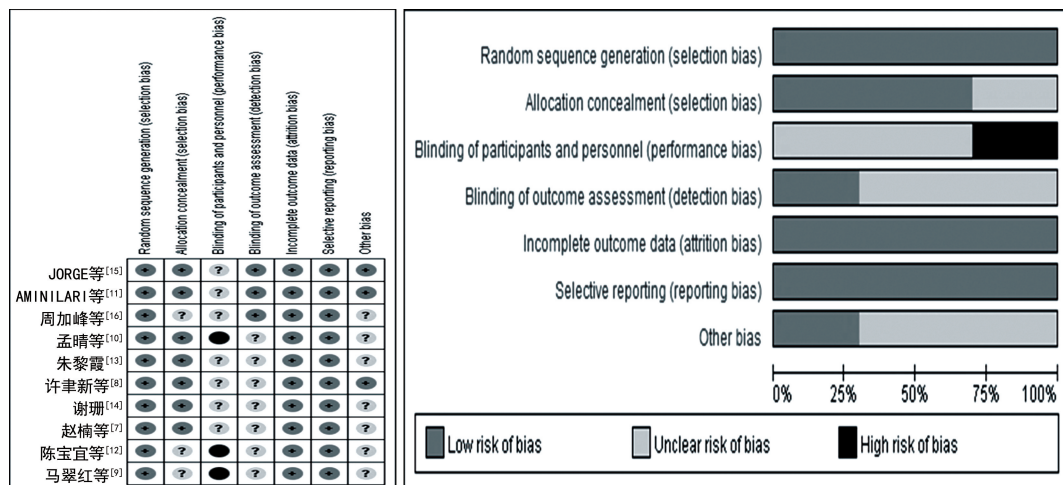 Random sequence generation (selection bias)
Allocation concealment (selection bias)
Blinding of participants and personnel (performance bias)
Blinding of outcome assessment (detection bias)
Incomplete outcome data (attrition bias)
Selective reporting (reporting bias)
Other bias
JORGE等[15] + + ? + + + +
AMINILARI等[11] + + ? + + + +
周加峰等[16] + ? ? + + + ?
孟晴等[10] + + ? + + ?
朱黎霞[13] + + ? ? + + ?
许聿新等[8] + + ? ? + + +
谢珊[14] + + ? ? + + ?
赵楠等[7] + + ? ? + + ?
陈宝宜等[12] + ? ? + + ?
马翠红等[9] + ? ? + + ?
Random sequence generation (selection bias)
Allocation concealment (selection bias)
Blinding of participants and personnel (performance bias)
Blinding of outcome assessment (detection bias)
Incomplete outcome data (attrition bias)
Selective reporting (reporting bias)
Other bias
0% 25% 50% 75% 100%
Low risk of bias Unclear risk of bias High risk of bias